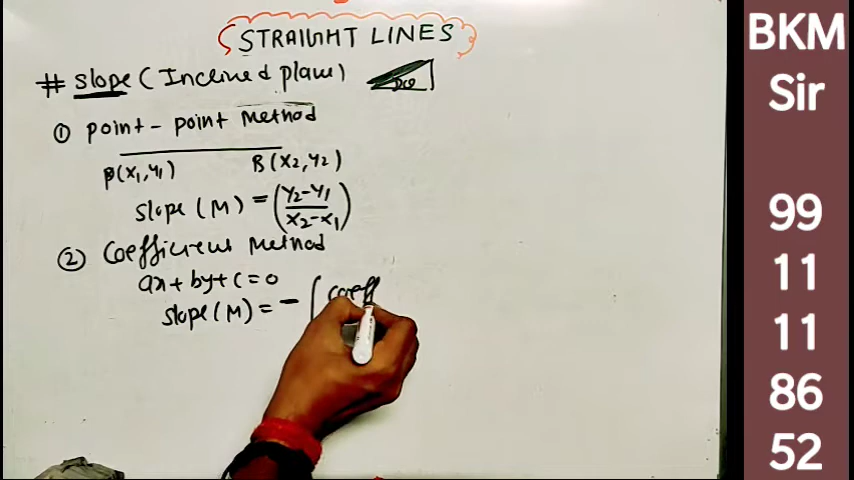 STRAIGHT LINES
# slope (Inclined plane)
① point - point Method
P(x₁,y₁) B(x₂,y₂)
slope (M) = (y₂-y₁/x₂-x₁)
② Coefficient Method
ax + by + c = 0
slope (M) = - (coeff
BKM
Sir
99
11
11
86
52